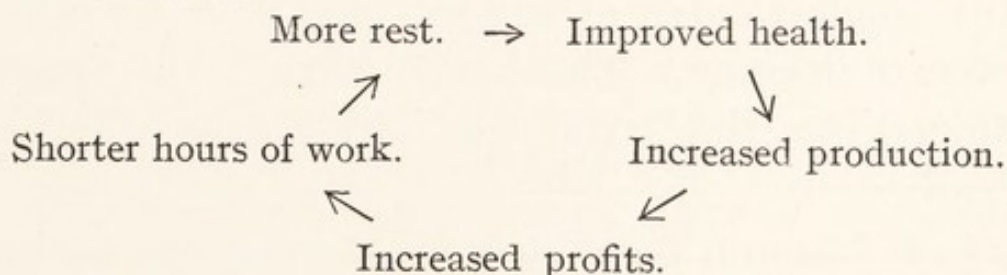 More rest. → Improved health.
Shorter hours of work. Increased production.
Increased profits.